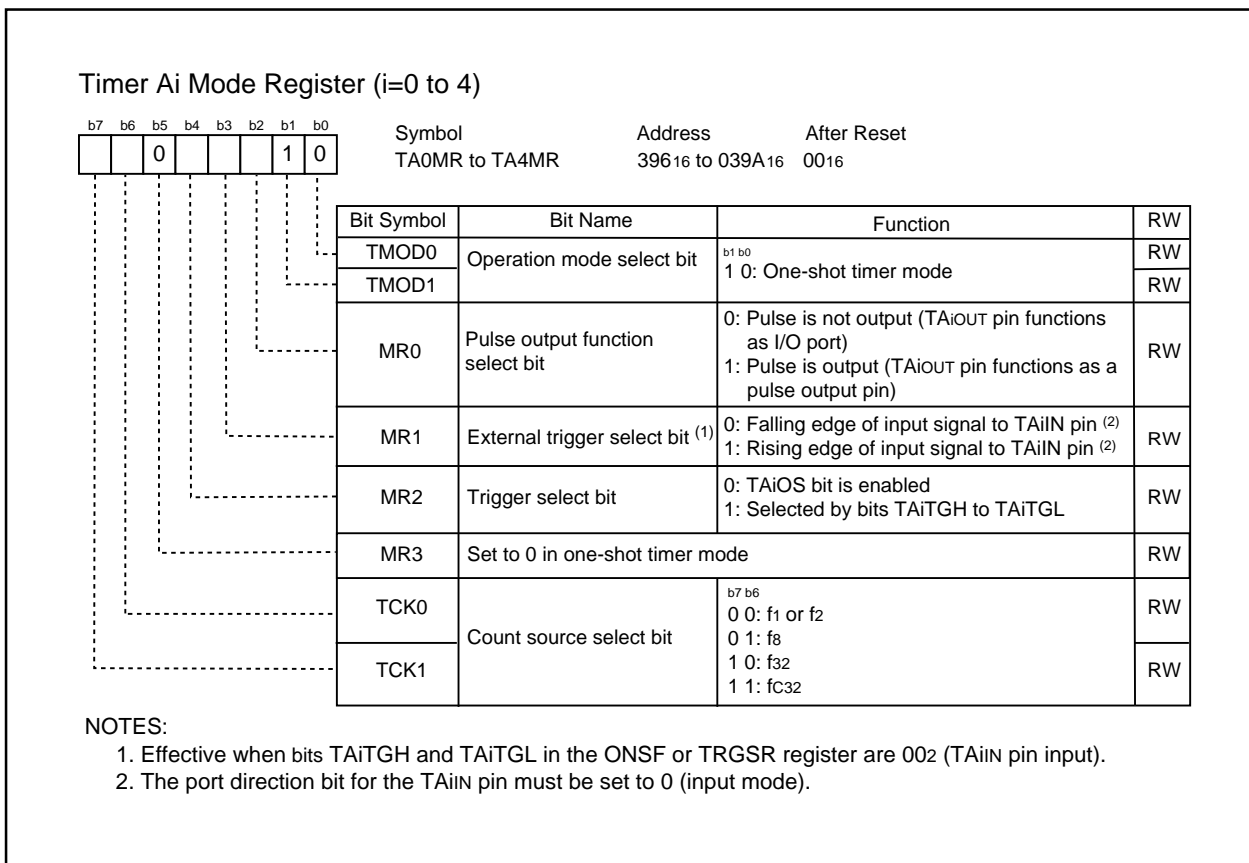 Timer Ai Mode Register (i=0 to 4)
b7 b6 b5 b4 b3 b2 b1 b0
0 1 0
Symbol Address After Reset
TA0MR to TA4MR 39616 to 039A16 0016
Bit Symbol Bit Name Function RW
TMOD0 Operation mode select bit b1 b0 RW
TMOD1 1 0: One-shot timer mode RW
MR0 Pulse output function
select bit 0: Pulse is not output (TAiOUT pin functions
as I/O port)
1: Pulse is output (TAiOUT pin functions as a
pulse output pin) RW
MR1 External trigger select bit (1) 0: Falling edge of input signal to TAiIN pin (2)
1: Rising edge of input signal to TAiIN pin (2) RW
MR2 Trigger select bit 0: TAiOS bit is enabled
1: Selected by bits TAiTGH to TAiTGL RW
MR3 Set to 0 in one-shot timer mode RW
TCK0 Count source select bit b7 b6
0 0: f1 or f2 RW
0 1: f8
TCK1 1 0: f32 RW
1 1: fC32
NOTES:
1. Effective when bits TAiTGH and TAiTGL in the ONSF or TRGSR register are 002 (TAiIN pin input).
2. The port direction bit for the TAiIN pin must be set to 0 (input mode).